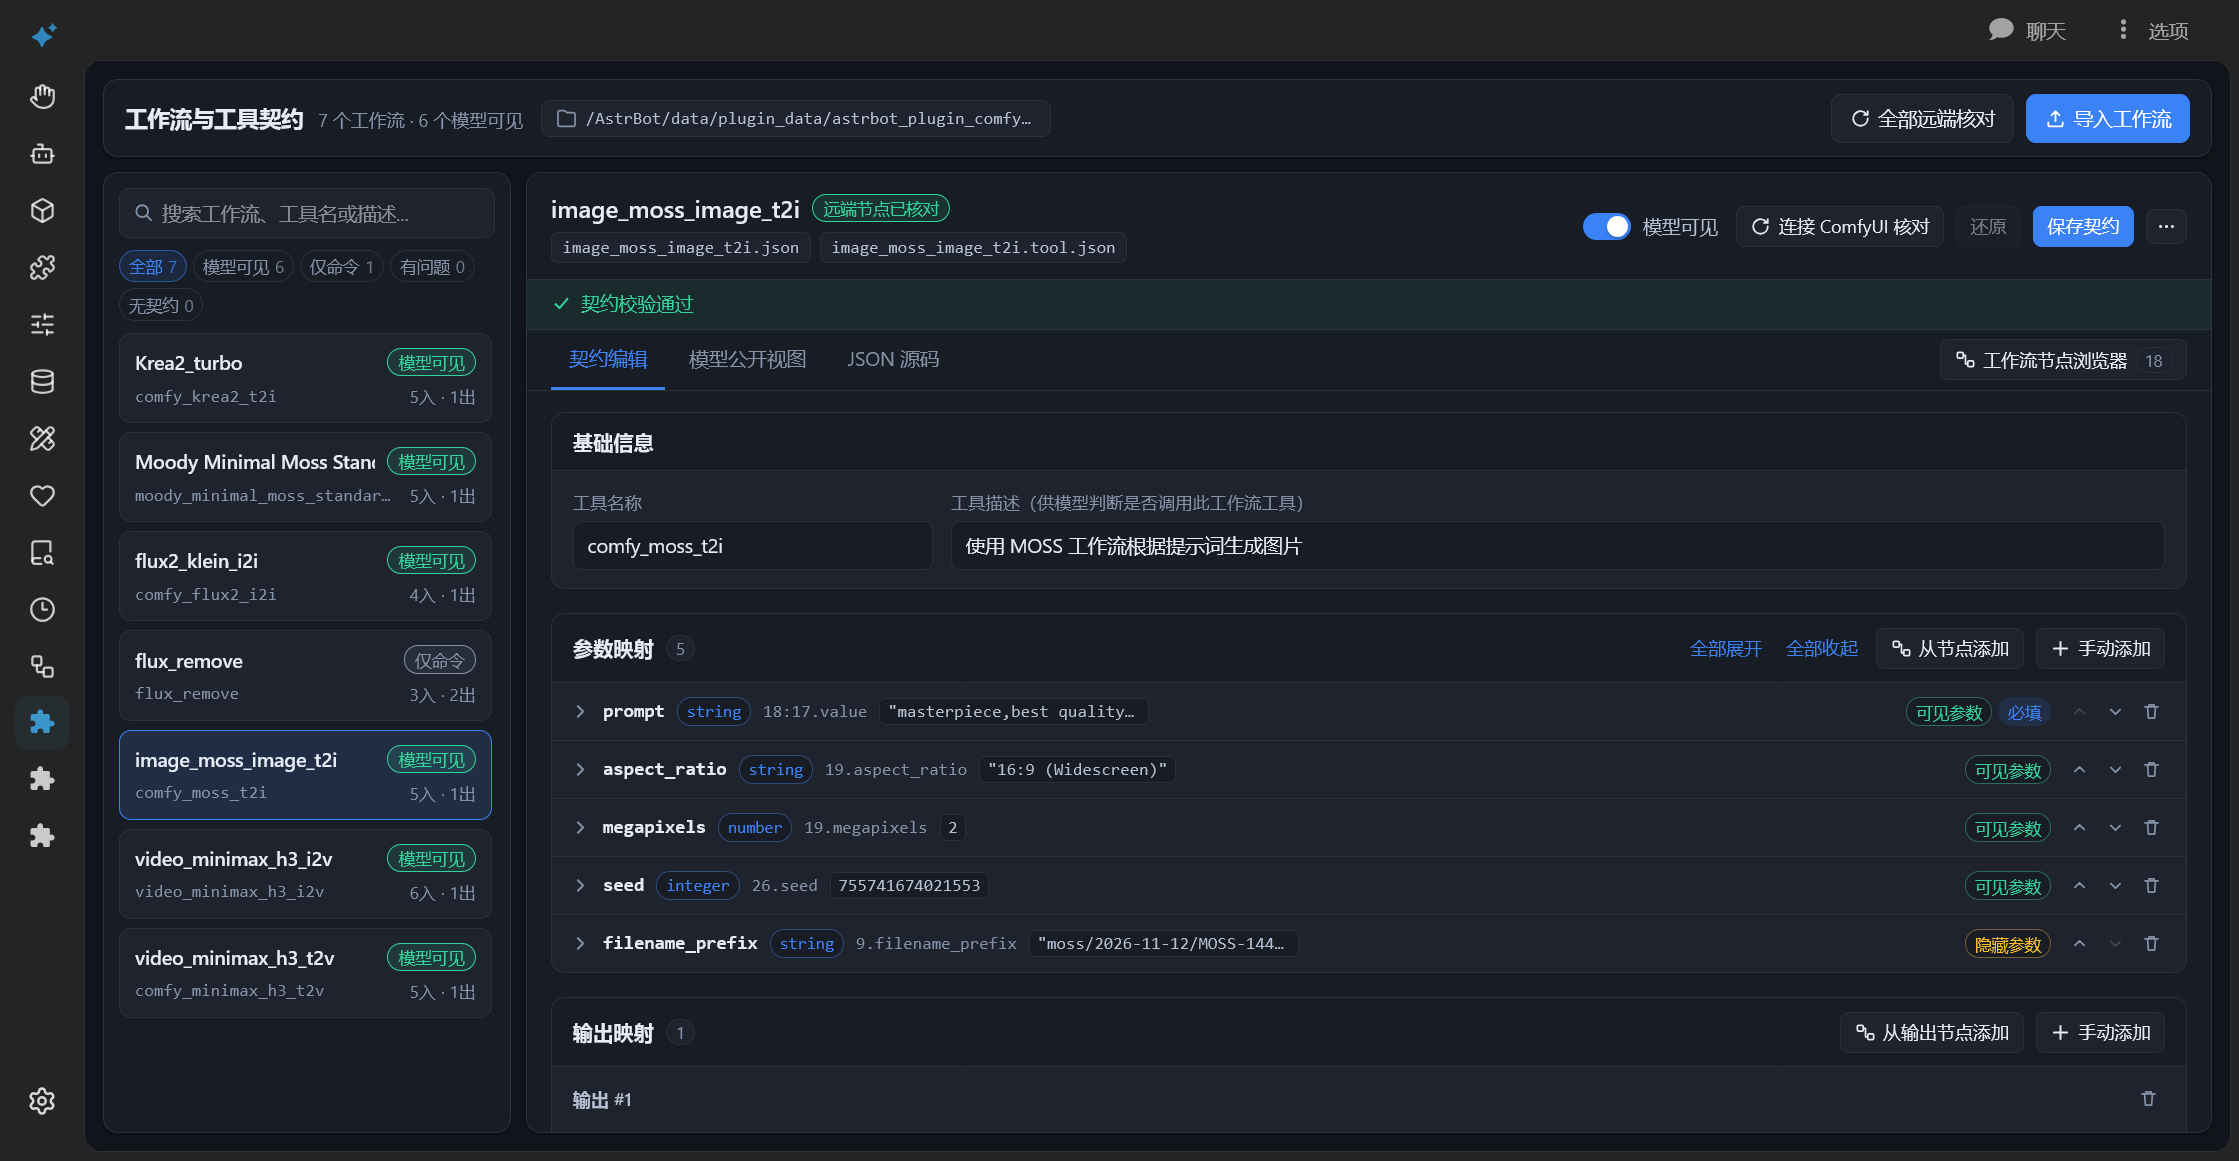 聊天
选项
工作流与工具契约 7 个工作流 · 6 个模型可见 /AstrBot/data/plugin_data/astrbot_plugin_comfy…
全部远端核对
导入工作流
搜索工作流、工具名或描述...
全部 7 模型可见 6 仅命令 1 有问题 0
无契约 0
Krea2_turbo 模型可见
comfy_krea2_t2i 5入 · 1出
Moody Minimal Moss Stan 模型可见
moody_minimal_moss_standar… 5入 · 1出
flux2_klein_i2i 模型可见
comfy_flux2_i2i 4入 · 1出
flux_remove 仅命令
flux_remove 3入 · 2出
image_moss_image_t2i 模型可见
comfy_moss_t2i 5入 · 1出
video_minimax_h3_i2v 模型可见
video_minimax_h3_i2v 6入 · 1出
video_minimax_h3_t2v 模型可见
comfy_minimax_h3_t2v 5入 · 1出
image_moss_image_t2i 远端节点已核对
image_moss_image_t2i.json image_moss_image_t2i.tool.json
模型可见 连接 ComfyUI 核对 还原 保存契约 ...
契约校验通过
契约编辑 模型公开视图 JSON 源码 工作流节点浏览器 18
基础信息
工具名称 工具描述（供模型判断是否调用此工作流工具）
comfy_moss_t2i 使用 MOSS 工作流根据提示词生成图片
参数映射 5 全部展开 全部收起 从节点添加 手动添加
prompt string 18:17.value "masterpiece,best quality… 可见参数 必填
aspect_ratio string 19.aspect_ratio "16:9 (Widescreen)" 可见参数
megapixels number 19.megapixels 2 可见参数
seed integer 26.seed 755741674021553 可见参数
filename_prefix string 9.filename_prefix "moss/2026-11-12/MOSS-144… 隐藏参数
输出映射 1 从输出节点添加 手动添加
输出 #1